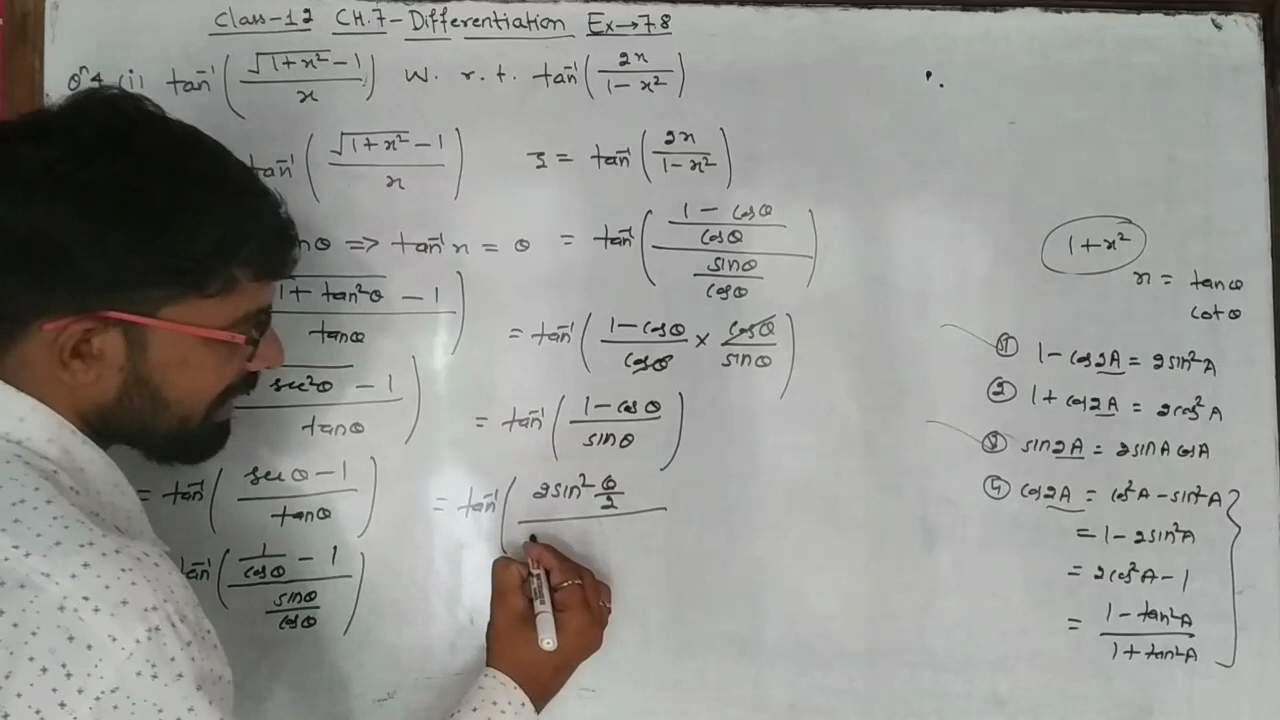 Class-12 CH.7-Differentiation Ex→7.8
Qⁿ4 (i) tan⁻¹(√(1+x²) - 1 / x) w. r. t. tan⁻¹(2x / 1-x²)
tan⁻¹(√(1+x²) - 1 / x)
nθ => tan⁻¹x = θ
1 + tan²θ - 1 / tanθ)
sec²θ - 1 / tanθ)
= tan⁻¹(secθ - 1 / tanθ)
tan⁻¹(1/cosθ - 1 / sinθ/cosθ)
z = tan⁻¹(2x / 1-x²)
= tan⁻¹(1 - cosθ / cosθ / sinθ/cosθ)
= tan⁻¹(1-cosθ / cosθ × cosθ / sinθ)
= tan⁻¹(1-cosθ / sinθ)
= tan⁻¹(2sin² θ/2
1+x²
x = tanθ
cotθ
① 1-cos2A = 2sin²A
② 1+cos2A = 2cos²A
③ sin2A = 2sinA cosA
④ cos2A = cos²A-sin²A
= 1-2sin²A
= 2cos²A-1
= 1-tan²A / 1+tan²A